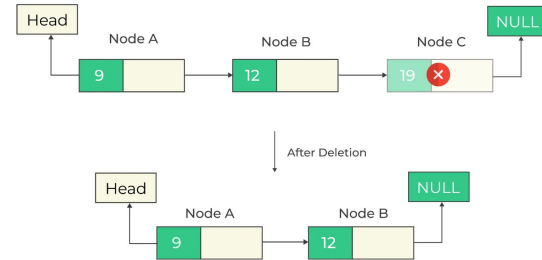 Head
NULL
Node A
Node B
Node C
9
12
19
After Deletion
Head
NULL
Node A
Node B
9
12